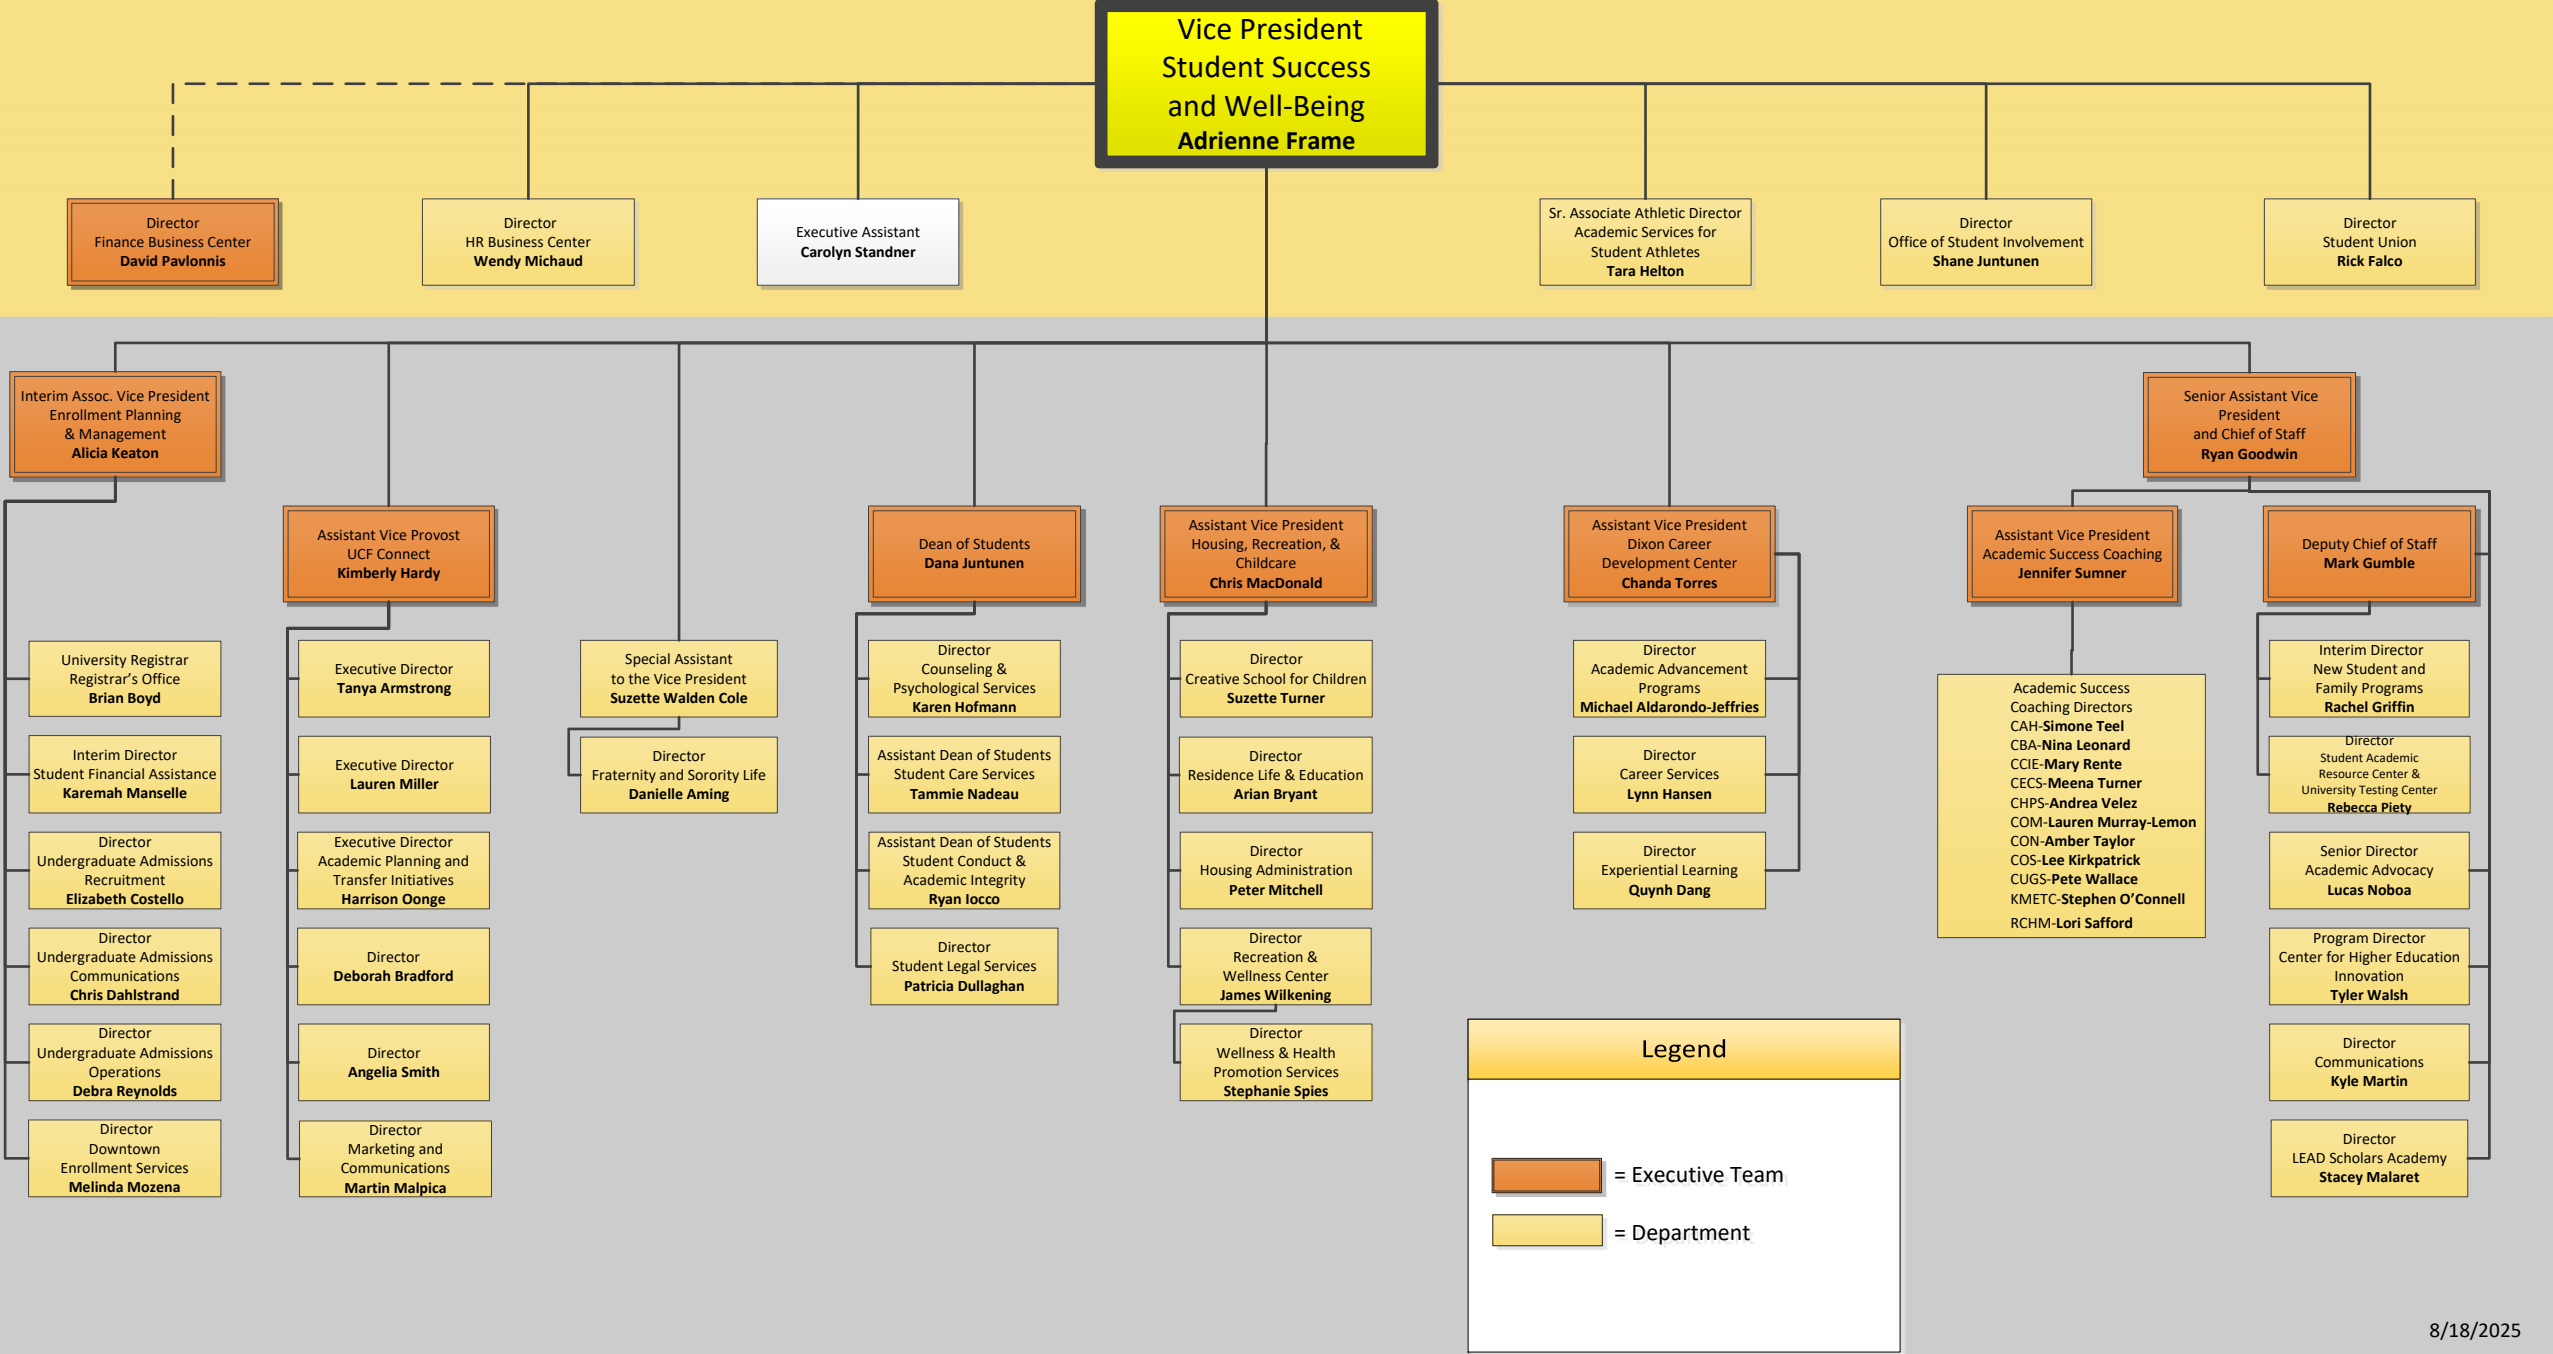 Vice President
Student Success
and Well-Being
Adrienne Frame
Director
Finance Business Center
David Pavlonnis
Director
HR Business Center
Wendy Michaud
Executive Assistant
Carolyn Standner
Sr. Associate Athletic Director
Academic Services for
Student Athletes
Tara Helton
Director
Office of Student Involvement
Shane Juntunen
Director
Student Union
Rick Falco
Interim Assoc. Vice President
Enrollment Planning
& Management
Alicia Keaton
Senior Assistant Vice
President
and Chief of Staff
Ryan Goodwin
Assistant Vice Provost
UCF Connect
Kimberly Hardy
Dean of Students
Dana Juntunen
Assistant Vice President
Housing, Recreation, &
Childcare
Chris MacDonald
Assistant Vice President
Dixon Career
Development Center
Chanda Torres
Assistant Vice President
Academic Success Coaching
Jennifer Sumner
Deputy Chief of Staff
Mark Gumble
University Registrar
Registrar’s Office
Brian Boyd
Interim Director
Student Financial Assistance
Karemah Manselle
Director
Undergraduate Admissions
Recruitment
Elizabeth Costello
Director
Undergraduate Admissions
Communications
Chris Dahlstrand
Director
Undergraduate Admissions
Operations
Debra Reynolds
Director
Downtown
Enrollment Services
Melinda Mozena
Executive Director
Tanya Armstrong
Executive Director
Lauren Miller
Executive Director
Academic Planning and
Transfer Initiatives
Harrison Oonge
Director
Deborah Bradford
Director
Angelia Smith
Director
Marketing and
Communications
Martin Malpica
Special Assistant
to the Vice President
Suzette Walden Cole
Director
Fraternity and Sorority Life
Danielle Aming
Director
Counseling &
Psychological Services
Karen Hofmann
Assistant Dean of Students
Student Care Services
Tammie Nadeau
Assistant Dean of Students
Student Conduct &
Academic Integrity
Ryan Iocco
Director
Student Legal Services
Patricia Dullaghan
Director
Creative School for Children
Suzette Turner
Director
Residence Life & Education
Arian Bryant
Director
Housing Administration
Peter Mitchell
Director
Recreation &
Wellness Center
James Wilkening
Director
Wellness & Health
Promotion Services
Stephanie Spies
Director
Academic Advancement
Programs
Michael Aldarondo-Jeffries
Director
Career Services
Lynn Hansen
Director
Experiential Learning
Quynh Dang
Academic Success
Coaching Directors
CAH-Simone Teel
CBA-Nina Leonard
CCIE-Mary Rente
CECS-Meena Turner
CHPS-Andrea Velez
COM-Lauren Murray-Lemon
CON-Amber Taylor
COS-Lee Kirkpatrick
CUGS-Pete Wallace
KMETC-Stephen O’Connell
RCHM-Lori Safford
Interim Director
New Student and
Family Programs
Rachel Griffin
Director
Student Academic
Resource Center &
University Testing Center
Rebecca Piety
Senior Director
Academic Advocacy
Lucas Noboa
Program Director
Center for Higher Education
Innovation
Tyler Walsh
Director
Communications
Kyle Martin
Director
LEAD Scholars Academy
Stacey Malaret
Legend
= Executive Team
= Department
8/18/2025